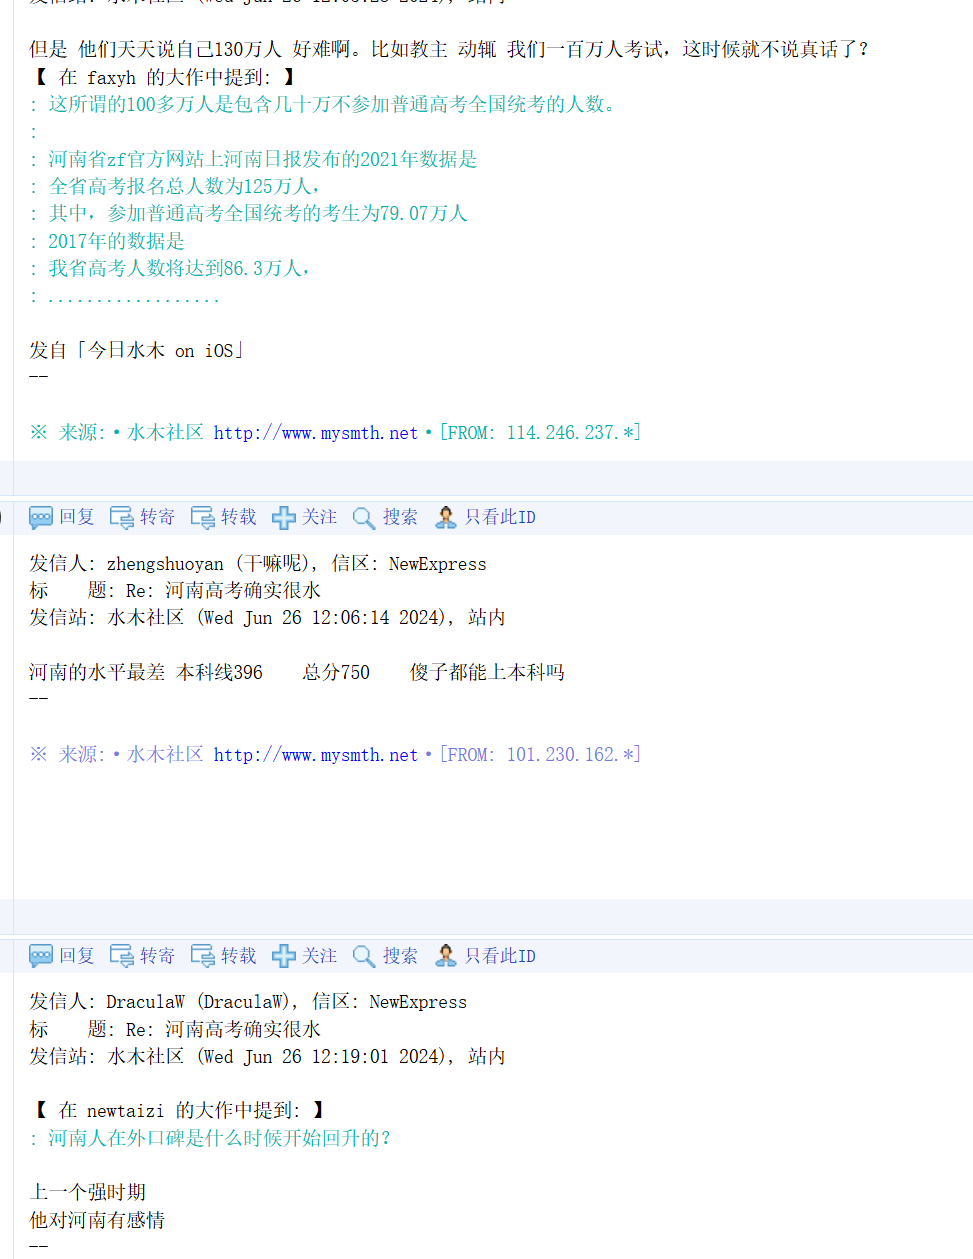 发信站: 水木社区 (Wed Jun 26 12:05:28 2024), 站内
但是 他们天天说自己130万人 好难啊。比如教主 动辄 我们一百万人考试，这时候就不说真话了？
【 在 faxyh 的大作中提到: 】
: 这所谓的100多万人是包含几十万不参加普通高考全国统考的人数。
:
: 河南省zf官方网站上河南日报发布的2021年数据是
: 全省高考报名总人数为125万人，
: 其中，参加普通高考全国统考的考生为79.07万人
: 2017年的数据是
: 我省高考人数将达到86.3万人，
: ..................
发自「今日水木 on iOS」
--
※ 来源:·水木社区 http://www.mysmth.net·[FROM: 114.246.237.*]
回复 转寄 转载 关注 搜索 只看此ID
发信人: zhengshuoyan (干嘛呢), 信区: NewExpress
标 题: Re: 河南高考确实很水
发信站: 水木社区 (Wed Jun 26 12:06:14 2024), 站内
河南的水平最差 本科线396 总分750 傻子都能上本科吗
--
※ 来源:·水木社区 http://www.mysmth.net·[FROM: 101.230.162.*]
回复 转寄 转载 关注 搜索 只看此ID
发信人: DraculaW (DraculaW), 信区: NewExpress
标 题: Re: 河南高考确实很水
发信站: 水木社区 (Wed Jun 26 12:19:01 2024), 站内
【 在 newtaizi 的大作中提到: 】
: 河南人在外口碑是什么时候开始回升的？
上一个强时期
他对河南有感情
--